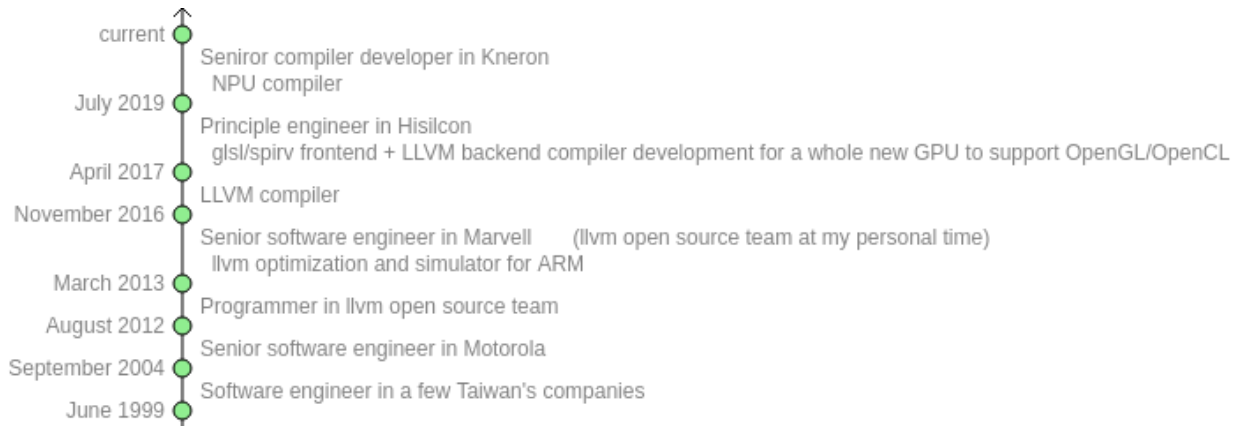 current
Seniror compiler developer in Kneron
NPU compiler
July 2019
Principle engineer in Hisilcon
glsl/spirv frontend + LLVM backend compiler development for a whole new GPU to support OpenGL/OpenCL
April 2017
LLVM compiler
November 2016
Senior software engineer in Marvell (llvm open source team at my personal time)
llvm optimization and simulator for ARM
March 2013
Programmer in llvm open source team
August 2012
Senior software engineer in Motorola
September 2004
Software engineer in a few Taiwan's companies
June 1999